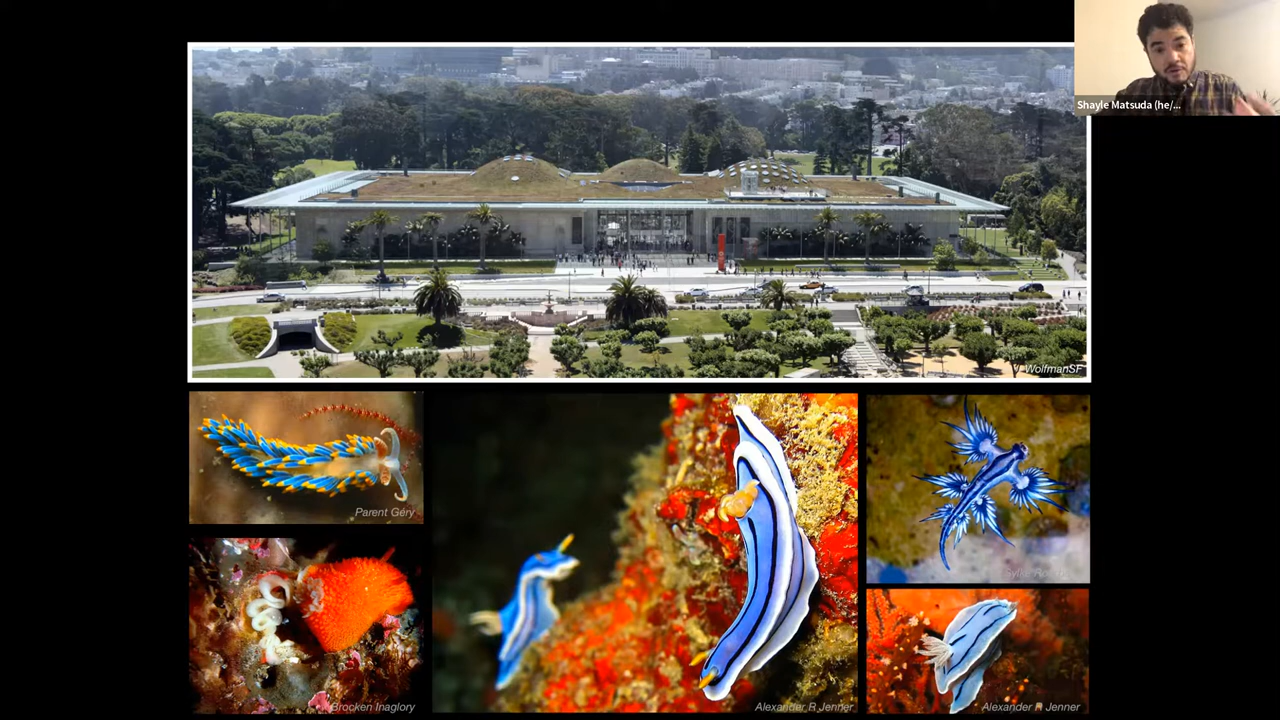 Shayle Matsuda (he/...
WolfmanSF
Parent Géry
Brocken Inaglory
Alexander R Jenner
Alexander R Jenner